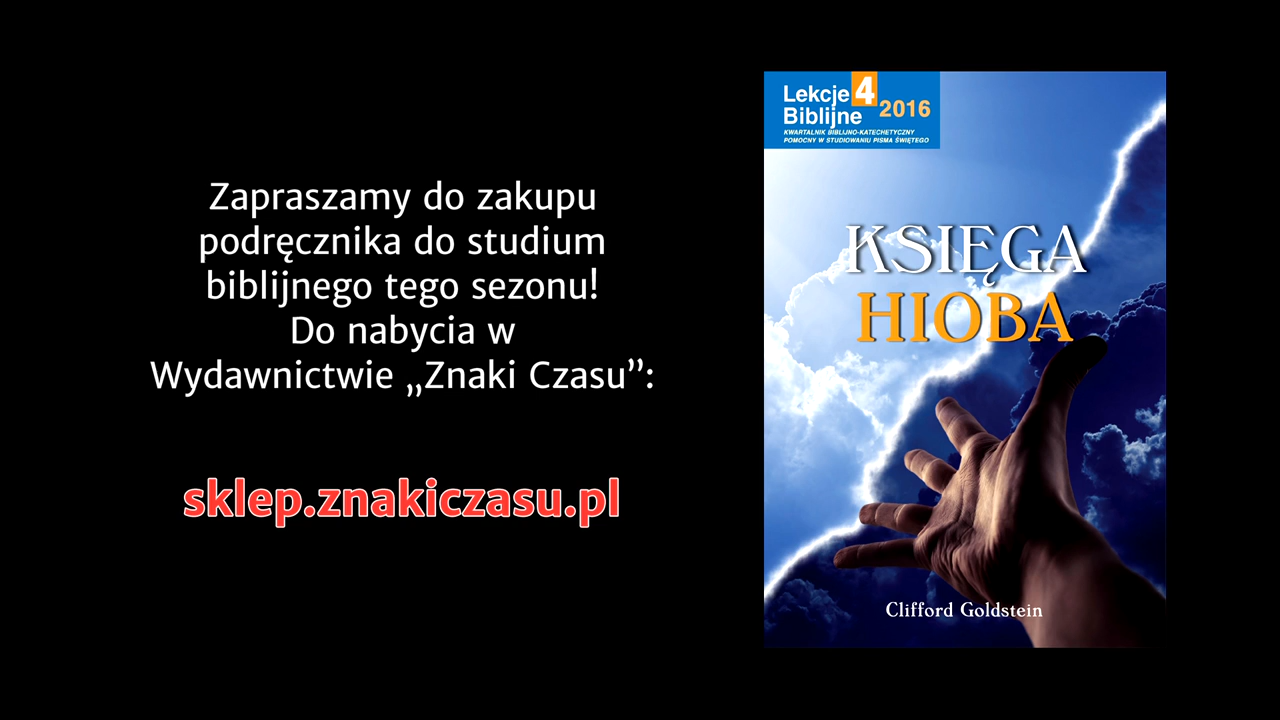 Zapraszamy do zakupu
podręcznika do studium
biblijnego tego sezonu!
Do nabycia w
Wydawnictwie „Znaki Czasu”:
sklep.znakiczasu.pl
Lekcje 4 2016
Biblijne
KWARTALNIK BIBLIJNO-KATECHETYCZNY
POMOCNY W STUDIOWANIU PISMA ŚWIĘTEGO
KSIĘGA
HIOBA
Clifford Goldstein